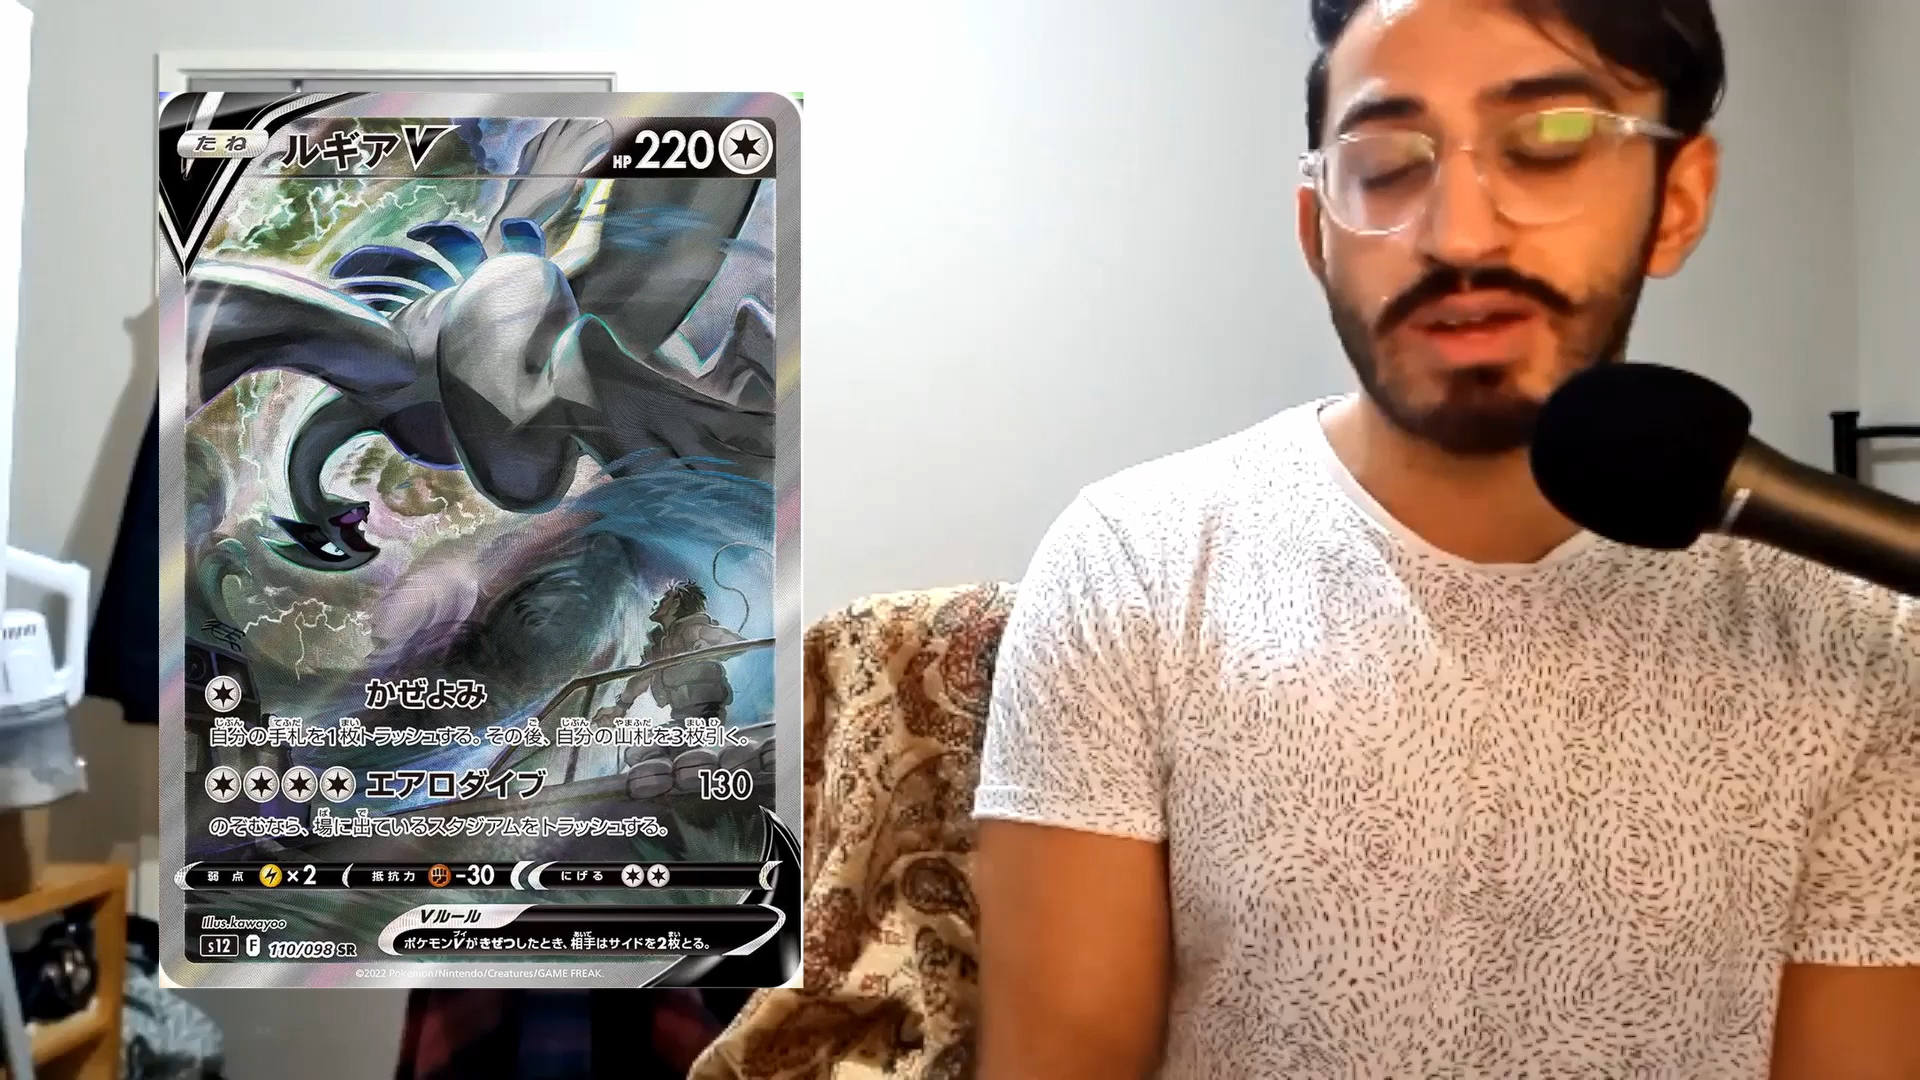 たね ルギアV HP 220
かぜよみ
自分の手札を1枚トラッシュする。その後、自分の山札を3枚引く。
エアロダイブ 130
のぞむなら、場に出ているスタジアムをトラッシュする。
弱点 ×2 抵抗力 -30 にげる
Illus.kawayoo
Vルール
s12 F 110/098 SR
ポケモンVがきぜつしたとき、相手はサイドを2枚とる。
©2022 Pokémon/Nintendo/Creatures/GAME FREAK.